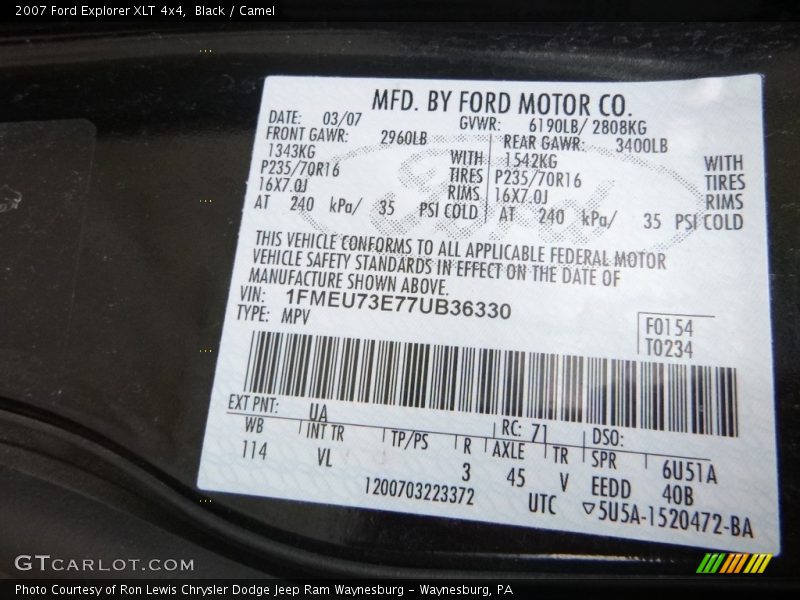 2007 Ford Explorer XLT 4x4, Black / Camel
MFD. BY FORD MOTOR CO.
DATE: 03/07 GVWR: 6190LB/ 2808KG
FRONT GAWR: 2960LB REAR GAWR: 3400LB
1343KG WITH 1542KG WITH
P235/70R16 TIRES P235/70R16 TIRES
16X7.0J RIMS 16X7.0J RIMS
AT 240 kPa/ 35 PSI COLD AT 240 kPa/ 35 PSI COLD
THIS VEHICLE CONFORMS TO ALL APPLICABLE FEDERAL MOTOR
VEHICLE SAFETY STANDARDS IN EFFECT ON THE DATE OF
MANUFACTURE SHOWN ABOVE.
VIN: 1FMEU73E77UB36330
TYPE: MPV
F0154
T0234
EXT PNT: UA RC: 71 DSO:
WB INT TR TP/PS R AXLE TR SPR 6U51A
114 VL 3 45 V EEDD 40B
1200703223372 UTC ▽5U5A-1520472-BA
Ford
GTCARLOT.COM
Photo Courtesy of Ron Lewis Chrysler Dodge Jeep Ram Waynesburg – Waynesburg, PA